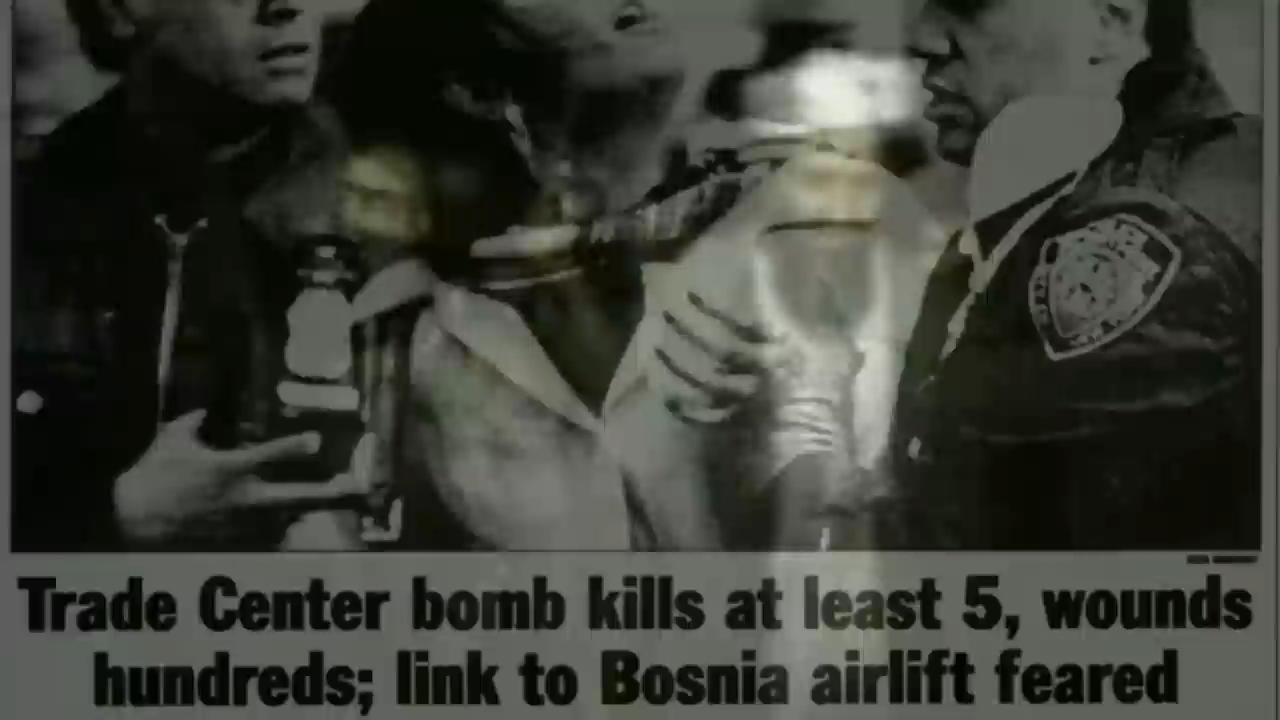 Trade Center bomb kills at least 5, wounds
hundreds; link to Bosnia airlift feared